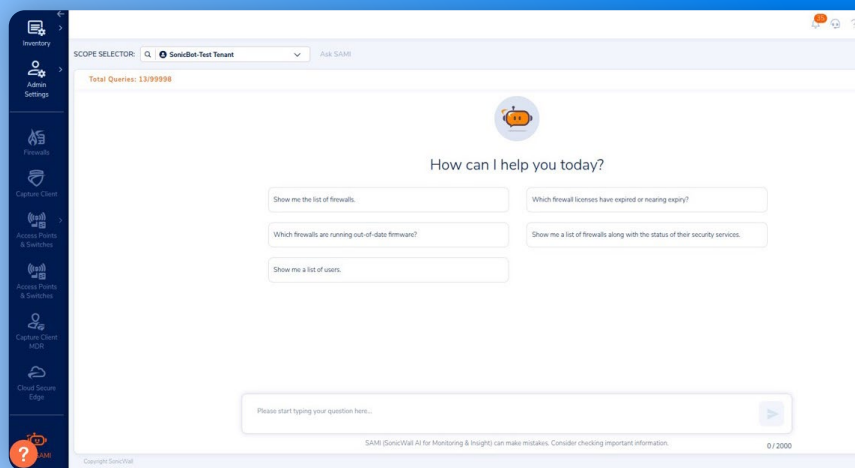 35
Inventory
SCOPE SELECTOR:
SonicBot-Test Tenant
Ask SAMI
Admin
Settings
Total Queries: 13/99998
Firewalls
Capture Client
Access Points
& Switches
Access Points
& Switches
Capture Client
MDR
Cloud Secure
Edge
?
SAMI
How can I help you today?
Show me the list of firewalls.
Which firewall licenses have expired or nearing expiry?
Which firewalls are running out-of-date firmware?
Show me a list of firewalls along with the status of their security services.
Show me a list of users.
Please start typing your question here...
SAMI (SonicWall AI for Monitoring & Insight) can make mistakes. Consider checking important information.
0 / 2000
Copyright SonicWall